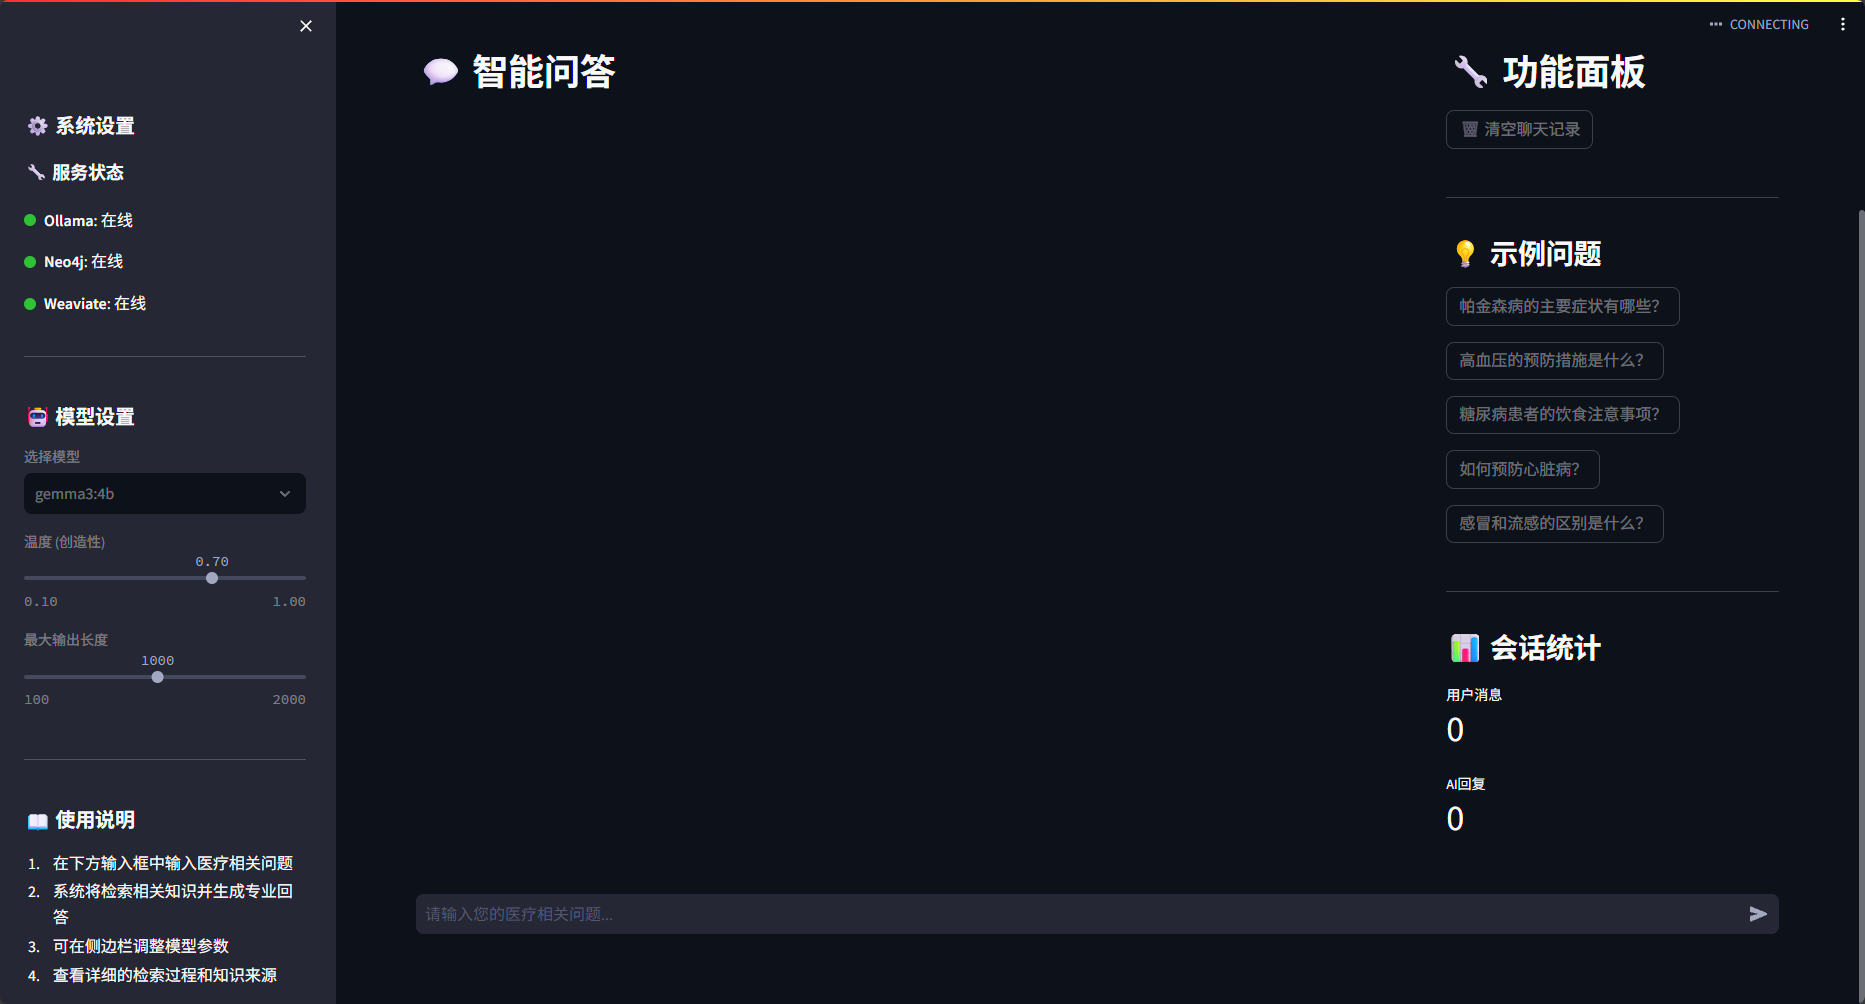 系统设置
服务状态
Ollama: 在线
Neo4j: 在线
Weaviate: 在线
模型设置
选择模型
gemma3:4b
温度 (创造性)
0.70
0.10
1.00
最大输出长度
1000
100
2000
使用说明
1. 在下方输入框中输入医疗相关问题
2. 系统将检索相关知识并生成专业回
答
3. 可在侧边栏调整模型参数
4. 查看详细的检索过程和知识来源
智能问答
请输入您的医疗相关问题...
CONNECTING
功能面板
清空聊天记录
示例问题
帕金森病的主要症状有哪些？
高血压的预防措施是什么？
糖尿病患者的饮食注意事项？
如何预防心脏病？
感冒和流感的区别是什么？
会话统计
用户消息
0
AI回复
0